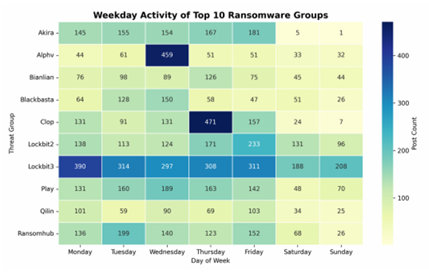 Weekday Activity of Top 10 Ransomware Groups
Akira 145 155 154 167 181 5 1
Alphv 44 61 459 51 51 33 32
Bianlian 76 98 89 126 75 45 44
Blackbasta 64 128 150 58 47 51 26
Clop 131 91 131 471 157 24 7
Lockbit2 138 113 124 171 233 131 96
Lockbit3 390 314 297 308 311 188 208
Play 131 160 189 163 142 48 70
Qilin 101 59 90 69 103 34 25
Ransomhub 136 199 140 123 152 68 26
Monday Tuesday Wednesday Thursday Friday Saturday Sunday
Day of Week
Threat Group
400
300
200
100
Post Count